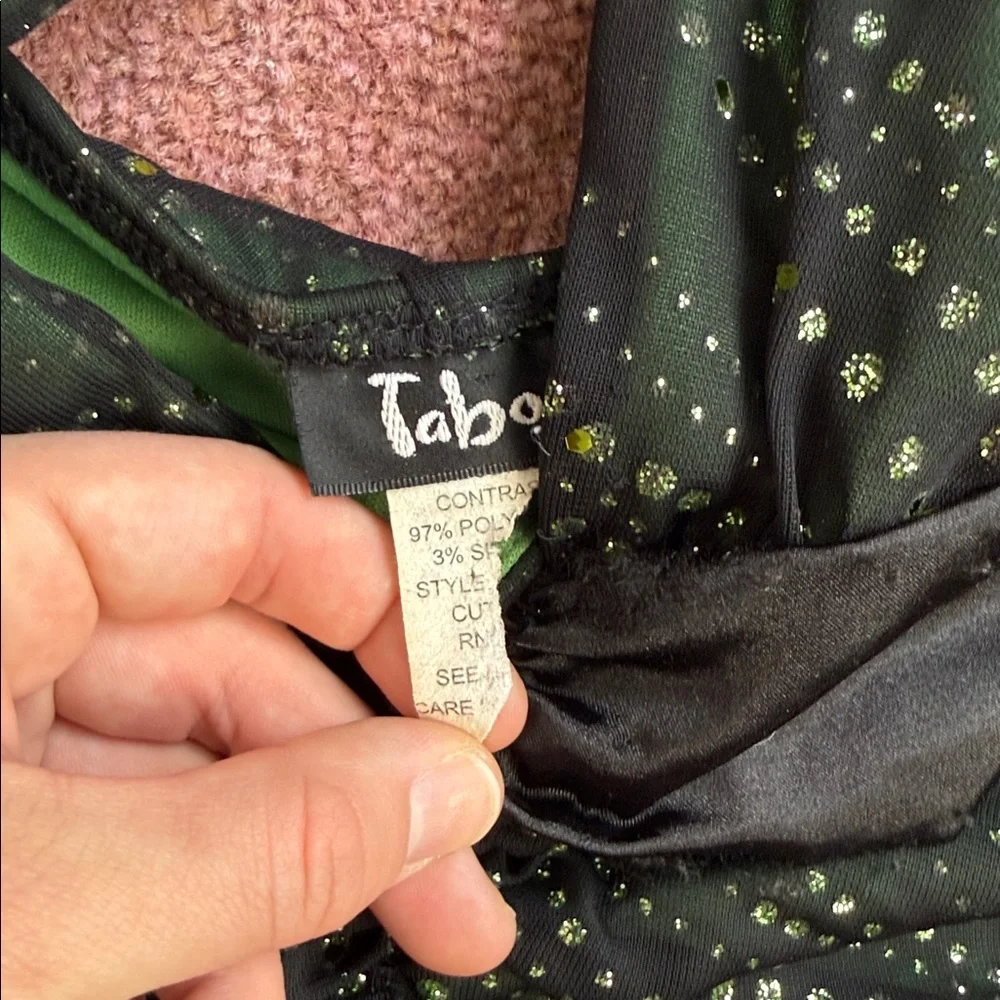 Tabo
CONTRAS
97% POLY
3% SP
STYLE
CUT
RN
SEE
CARE